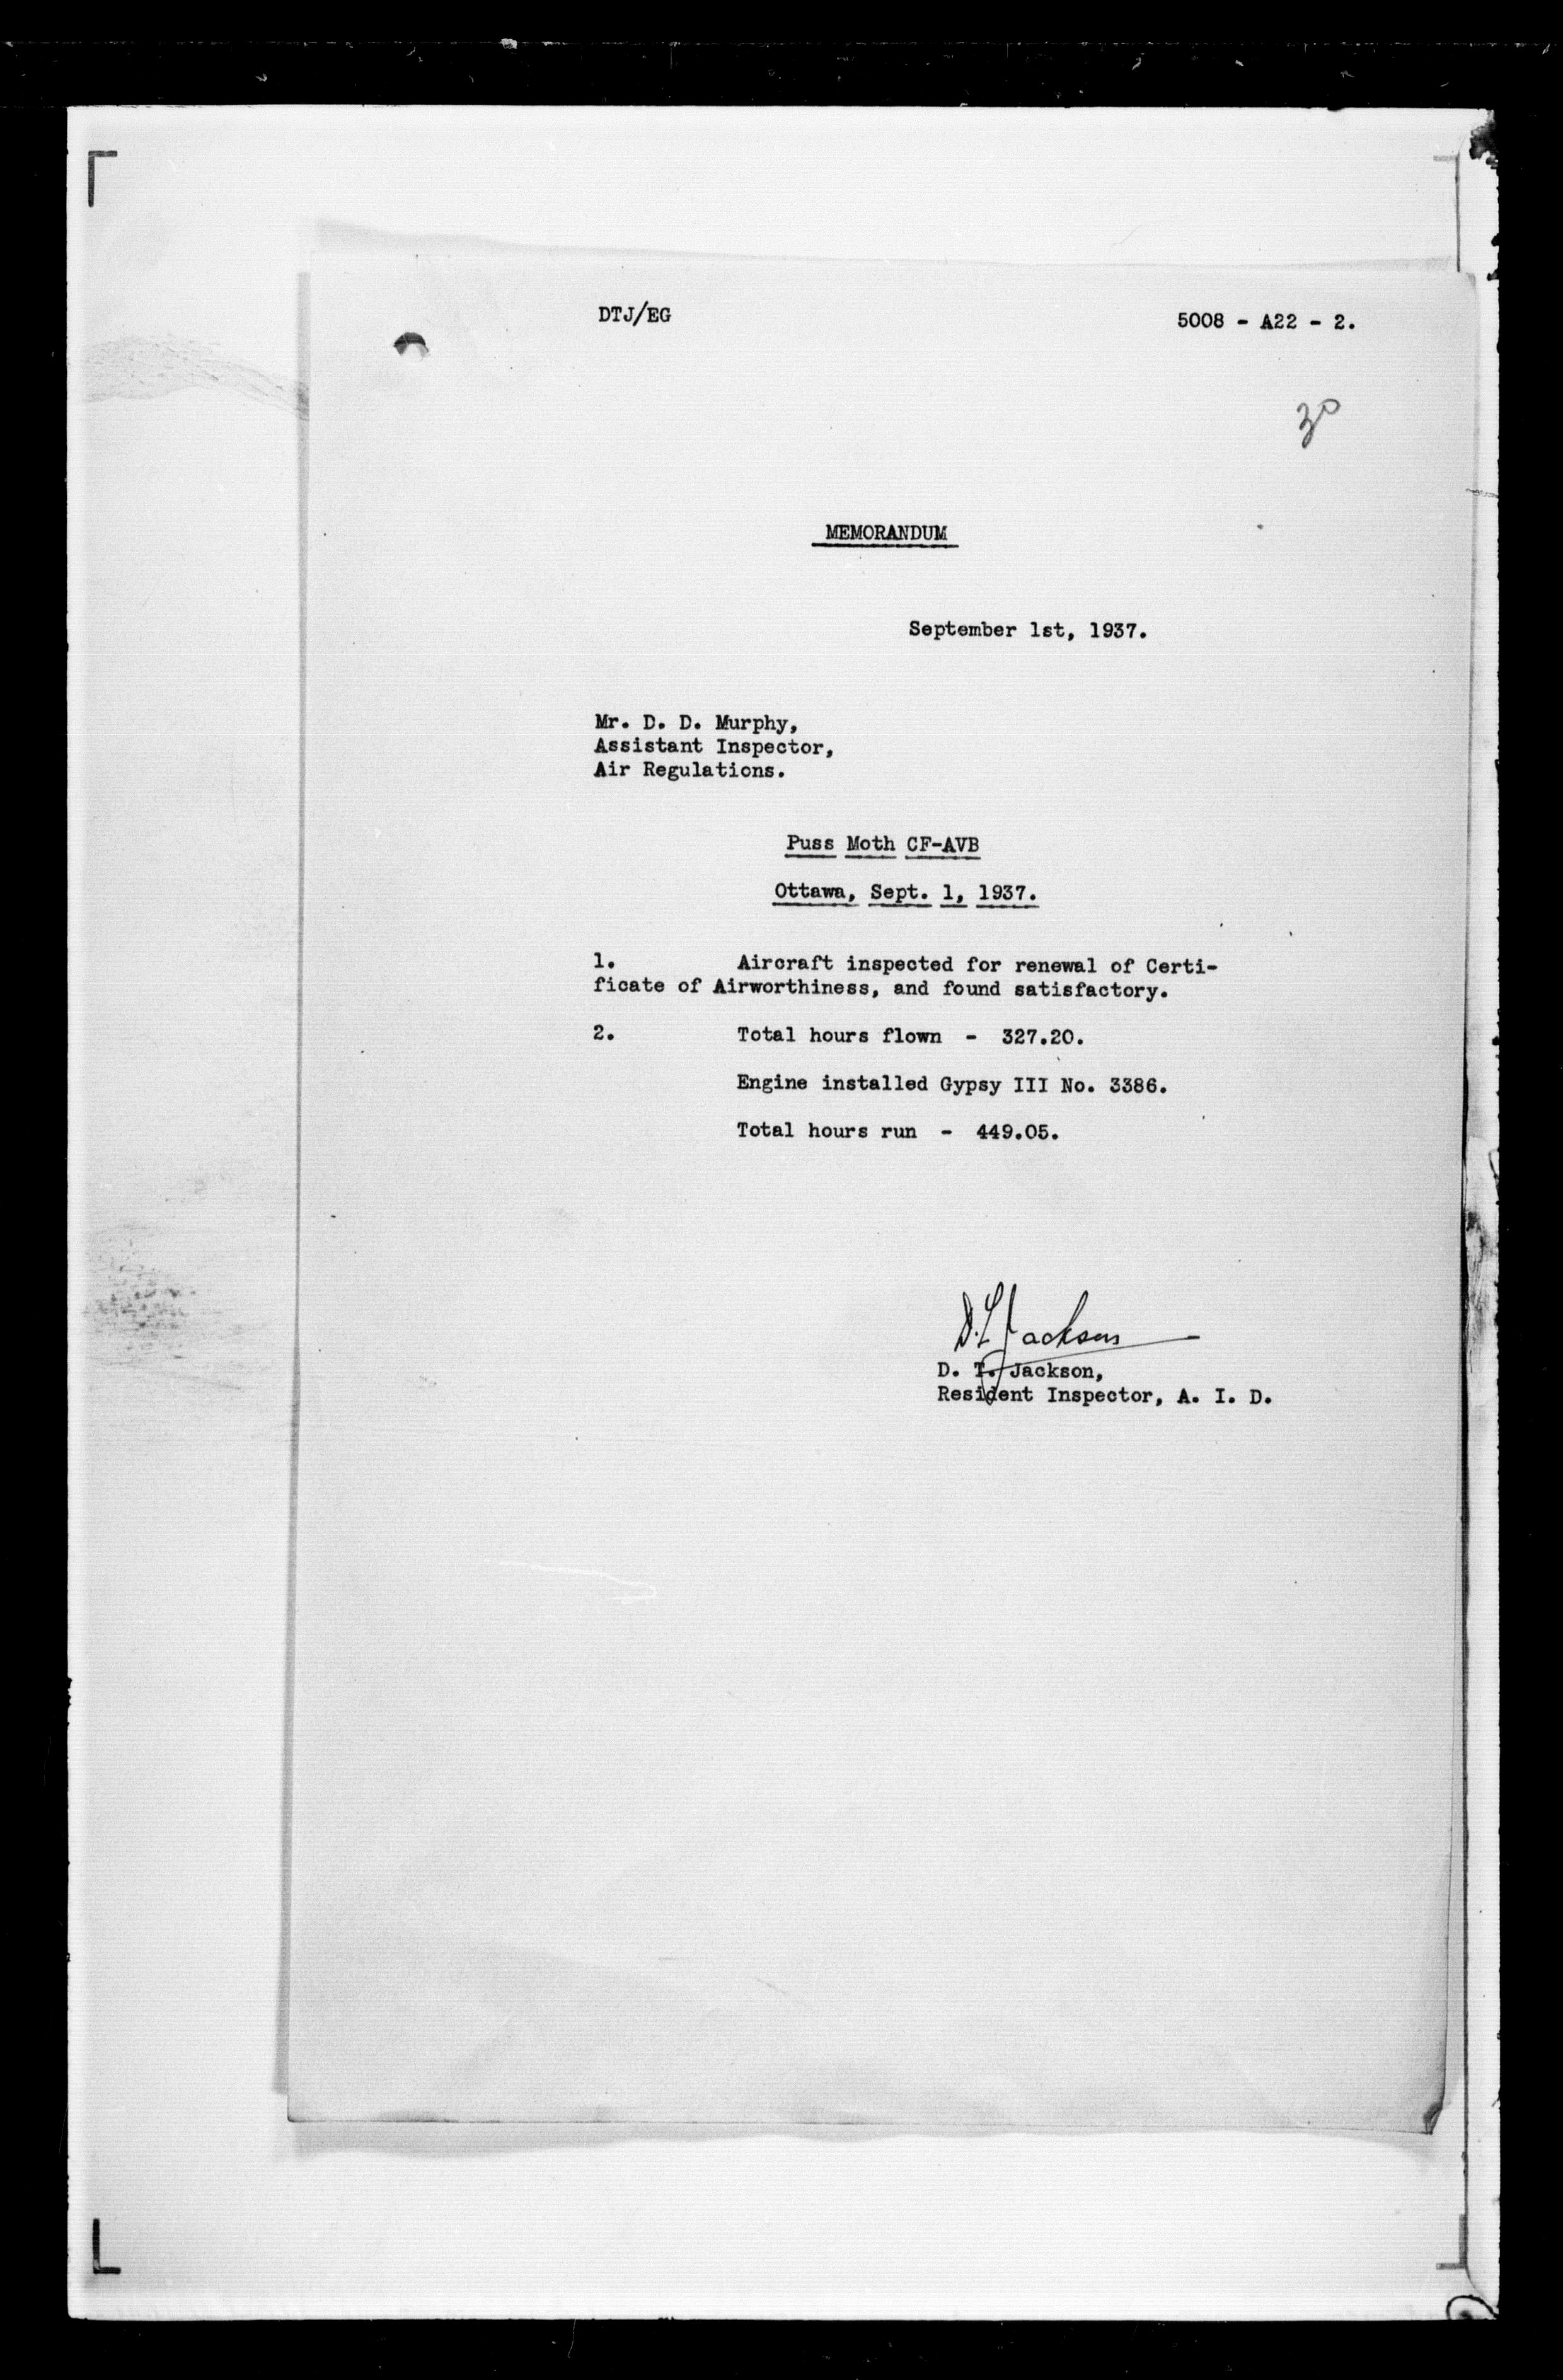 DTJ/EG 5008 - A22 - 2.
30
MEMORANDUM
September 1st, 1937.
Mr. D. D. Murphy,
Assistant Inspector,
Air Regulations.
Puss Moth CF-AVB
Ottawa, Sept. 1, 1937.
1. Aircraft inspected for renewal of Certi-
ficate of Airworthiness, and found satisfactory.
2. Total hours flown - 327.20.
Engine installed Gypsy III No. 3386.
Total hours run - 449.05.
D. T. Jackson
D. T. Jackson,
Resident Inspector, A. I. D.